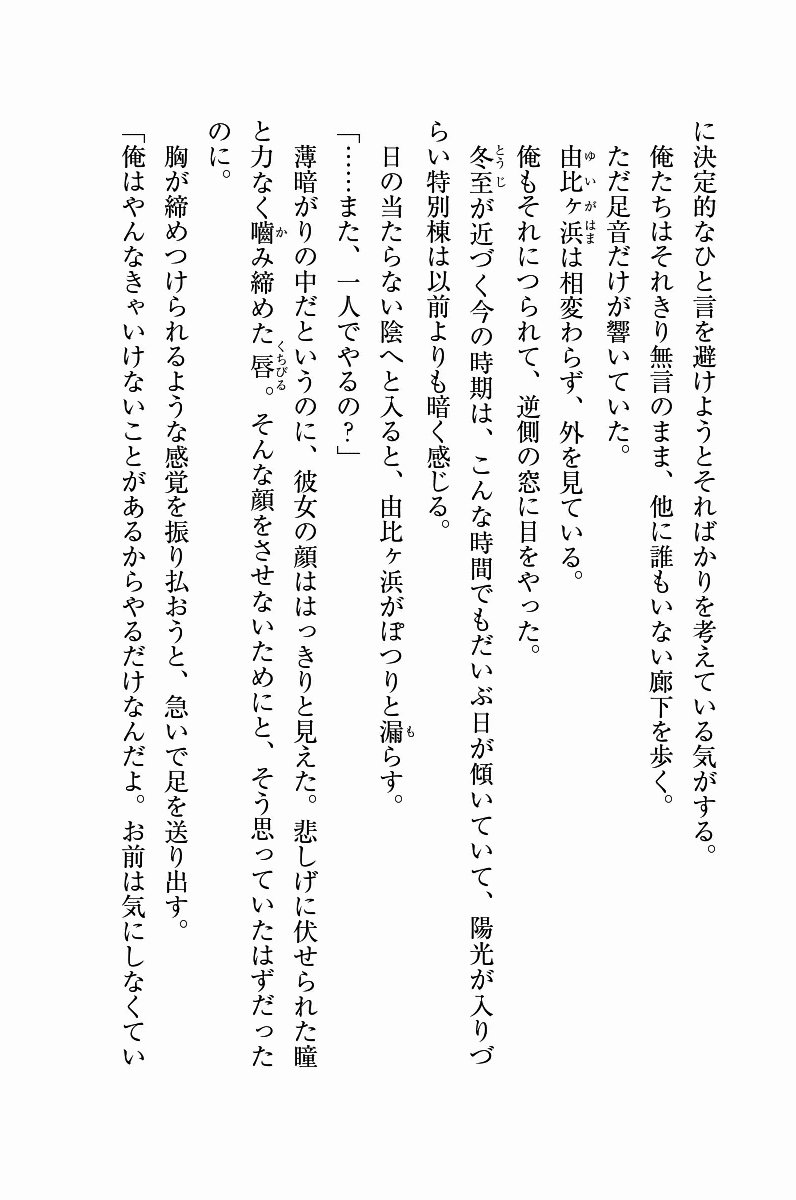 に決定的なひと言を避けようとそればかりを考えている気がする。
俺たちはそれきり無言のまま、他に誰もいない廊下を歩く。
ただ足音だけが響いていた。
由比ヶ浜は相変わらず、外を見ている。
俺もそれにつられて、逆側の窓に目をやった。
冬至が近づく今の時期は、こんな時間でもだいぶ日が傾いていて、陽光が入りづ
らい特別棟は以前よりも暗く感じる。
日の当たらない陰へと入ると、由比ヶ浜がぽつりと漏らす。
「……また、一人でやるの？」
薄暗がりの中だというのに、彼女の顔ははっきりと見えた。悲しげに伏せられた瞳
と力なく嚙み締めた唇。そんな顔をさせないためにと、そう思っていたはずだった
のに。
胸が締めつけられるような感覚を振り払おうと、急いで足を送り出す。
「俺はやんなきゃいけないことがあるからやるだけなんだよ。お前は気にしなくてい